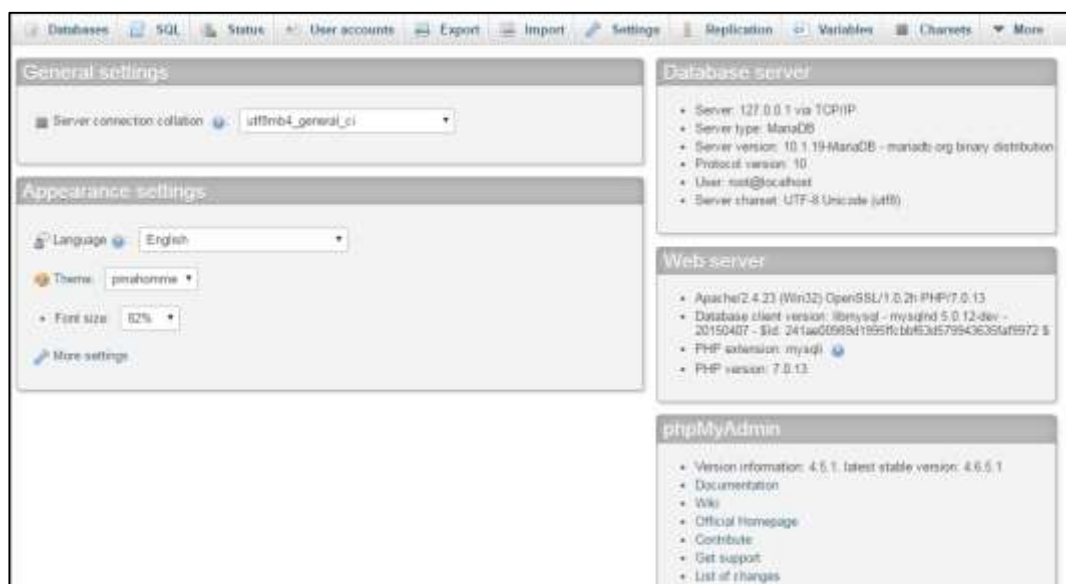 Databases SQL Status User accounts Export Import Settings Replication Variables Charsets More
General settings
Server connection collation utf8mb4_general_ci
Appearance settings
Language English
Theme: pmahomme
Font size: 82%
More settings
Database server
Server: 127.0.0.1 via TCP/IP
Server type: MariaDB
Server version: 10.1.19-MariaDB - mariadb.org binary distribution
Protocol version: 10
User: root@localhost
Server charset: UTF-8 Unicode (utf8)
Web server
Apache/2.4.23 (Win32) OpenSSL/1.0.2h PHP/7.0.13
Database client version: libmysql - mysqlnd 5.0.12-dev -
20150407 - $Id: $
PHP extension: mysqli
PHP version: 7.0.13
phpMyAdmin
Version information: 4.5.1, latest stable version: 4.6.5.1
Documentation
Wiki
Official Homepage
Contribute
Get support
List of changes